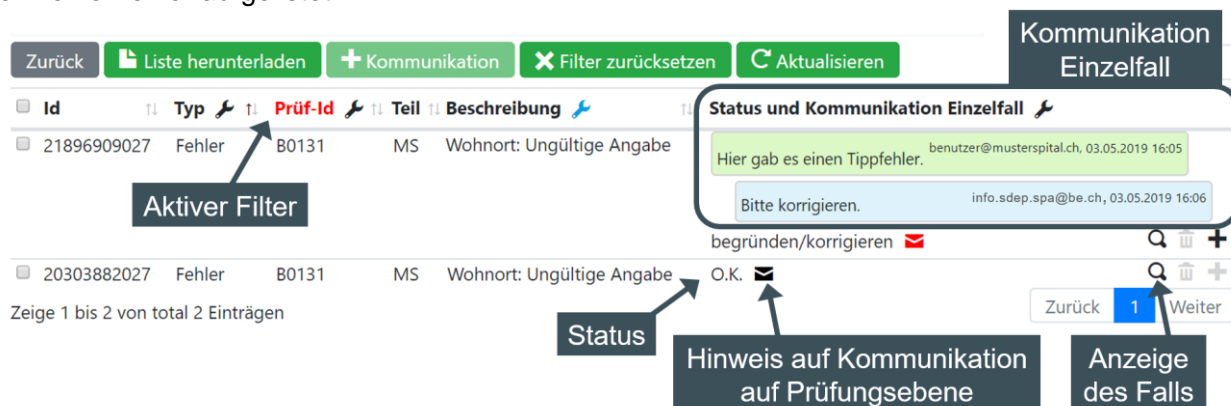 Kommunikation
Einzelfall
Zurück Liste herunterladen Kommunikation Filter zurücksetzen Aktualisieren
Id Typ Prüf-Id Teil Beschreibung Status und Kommunikation Einzelfall
21896909027 Fehler B0131 MS Wohnort: Ungültige Angabe
Hier gab es einen Tippfehler. benutzer@musterspital.ch, 03.05.2019 16:05
Aktiver Filter
Bitte korrigieren. info.sdep.spa@be.ch, 03.05.2019 16:06
begründen/korrigieren
20303882027 Fehler B0131 MS Wohnort: Ungültige Angabe O.K.
Zeige 1 bis 2 von total 2 Einträgen
Zurück 1 Weiter
Status
Hinweis auf Kommunikation
auf Prüfungsebene
Anzeige
des Falls